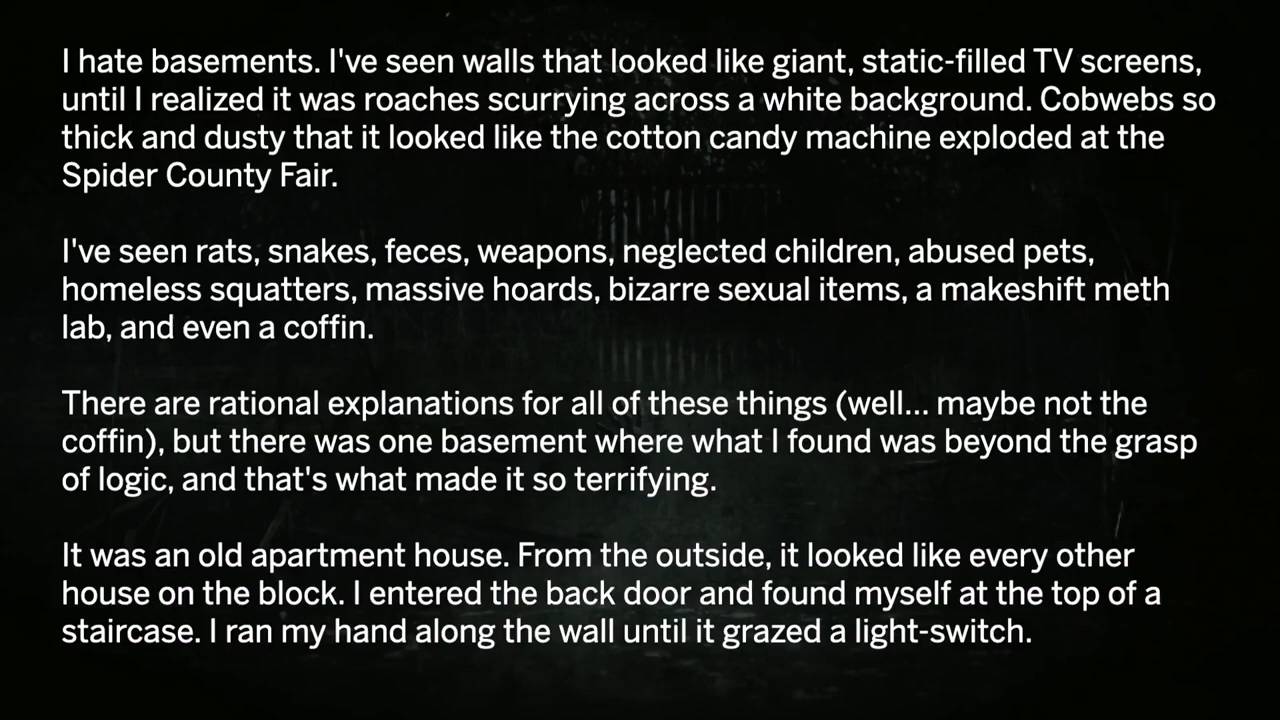 I hate basements. I've seen walls that looked like giant, static-filled TV screens,
until I realized it was roaches scurrying across a white background. Cobwebs so
thick and dusty that it looked like the cotton candy machine exploded at the
Spider County Fair.
I've seen rats, snakes, feces, weapons, neglected children, abused pets,
homeless squatters, massive hoards, bizarre sexual items, a makeshift meth
lab, and even a coffin.
There are rational explanations for all of these things (well... maybe not the
coffin), but there was one basement where what I found was beyond the grasp
of logic, and that's what made it so terrifying.
It was an old apartment house. From the outside, it looked like every other
house on the block. I entered the back door and found myself at the top of a
staircase. I ran my hand along the wall until it grazed a light-switch.